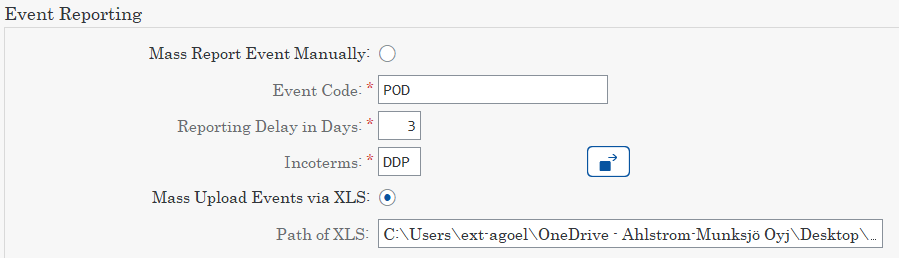 Event Reporting
Mass Report Event Manually:
Event Code: * POD
Reporting Delay in Days: * 3
Incoterms: * DDP
Mass Upload Events via XLS:
Path of XLS: C:\Users\ext-agoel\OneDrive - Ahlstrom-Munksjö Oyj\Desktop\...